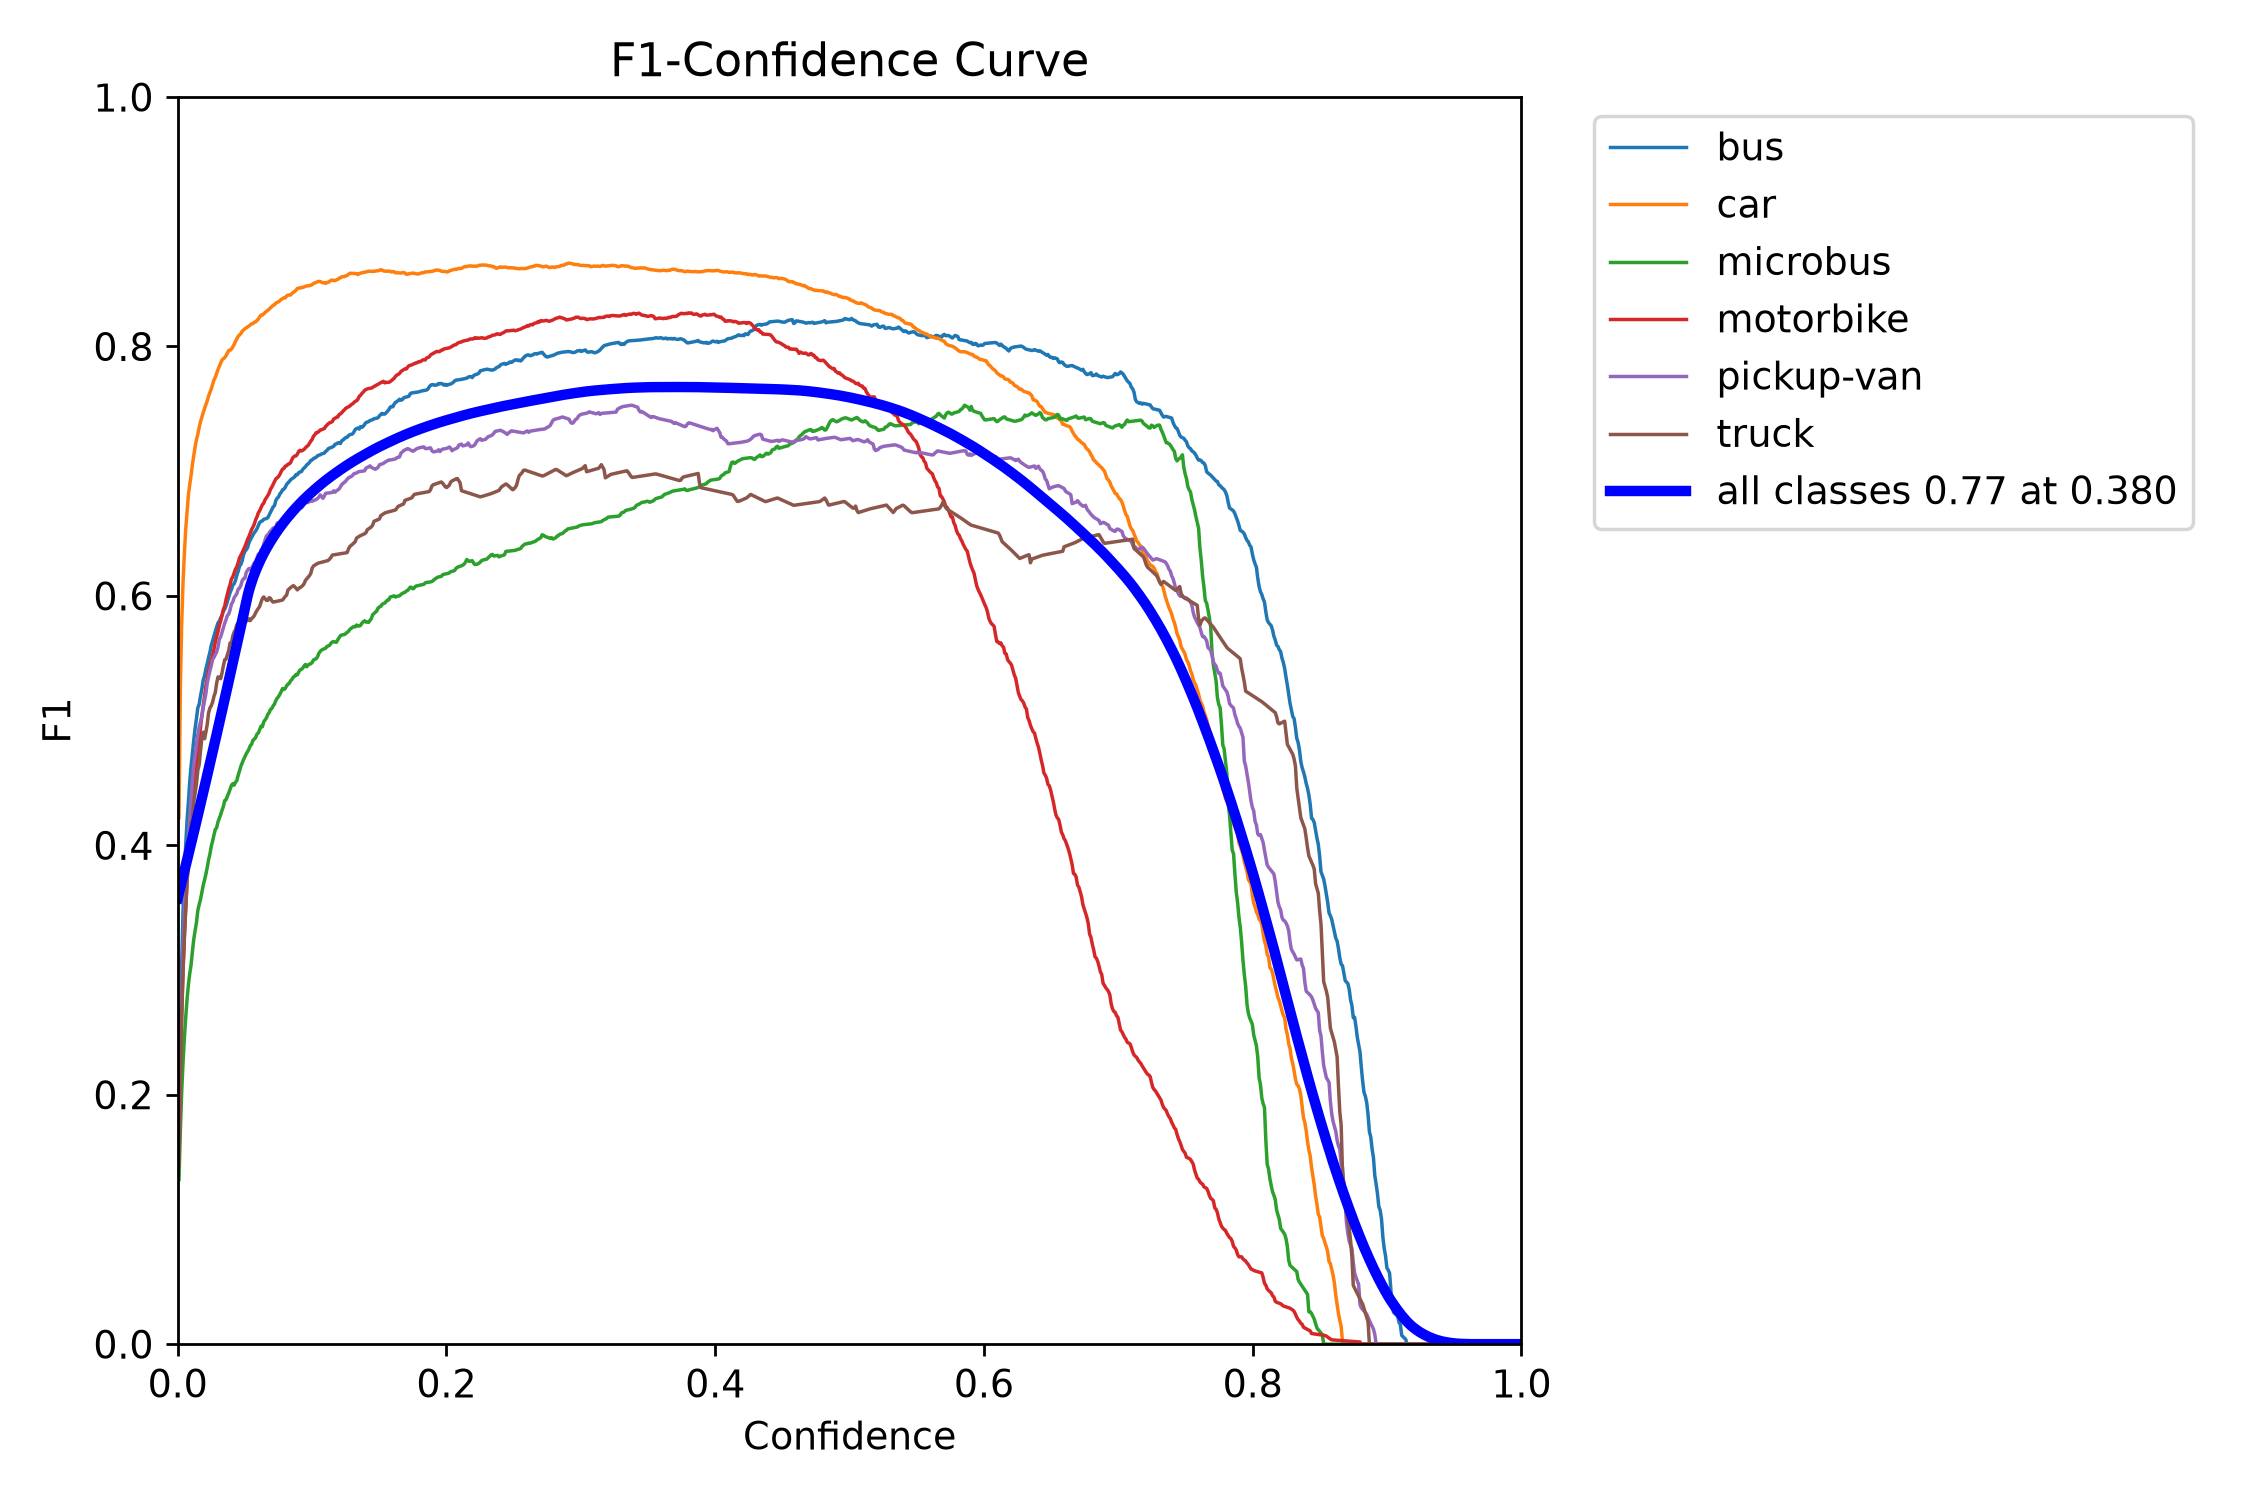 F1-Confidence Curve
1.0
0.8
0.6
0.4
0.2
0.0
F1
0.0 0.2 0.4 0.6 0.8 1.0
Confidence
bus
car
microbus
motorbike
pickup-van
truck
all classes 0.77 at 0.380